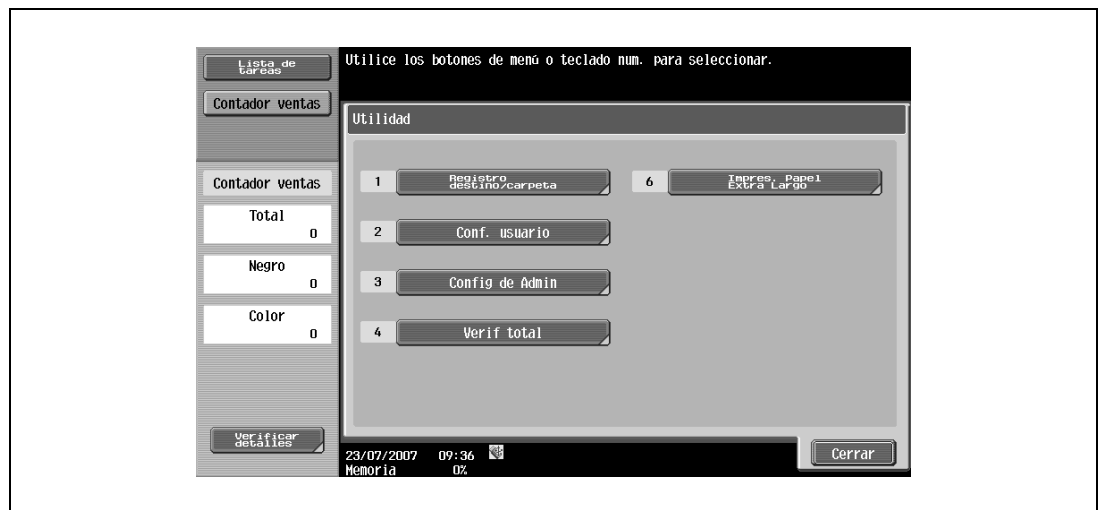 Lista de
tareas
Contador ventas
Utilice los botones de menú o teclado num. para seleccionar.
Utilidad
Contador ventas
Total
0
Negro
0
Color
0
Verificar
detalles
1 Registro
destino/carpeta
2 Conf. usuario
3 Config de Admin
4 Verif total
6 Impres. Papel
Extra Largo
23/07/2007 09:36
Memoria 0%
Cerrar